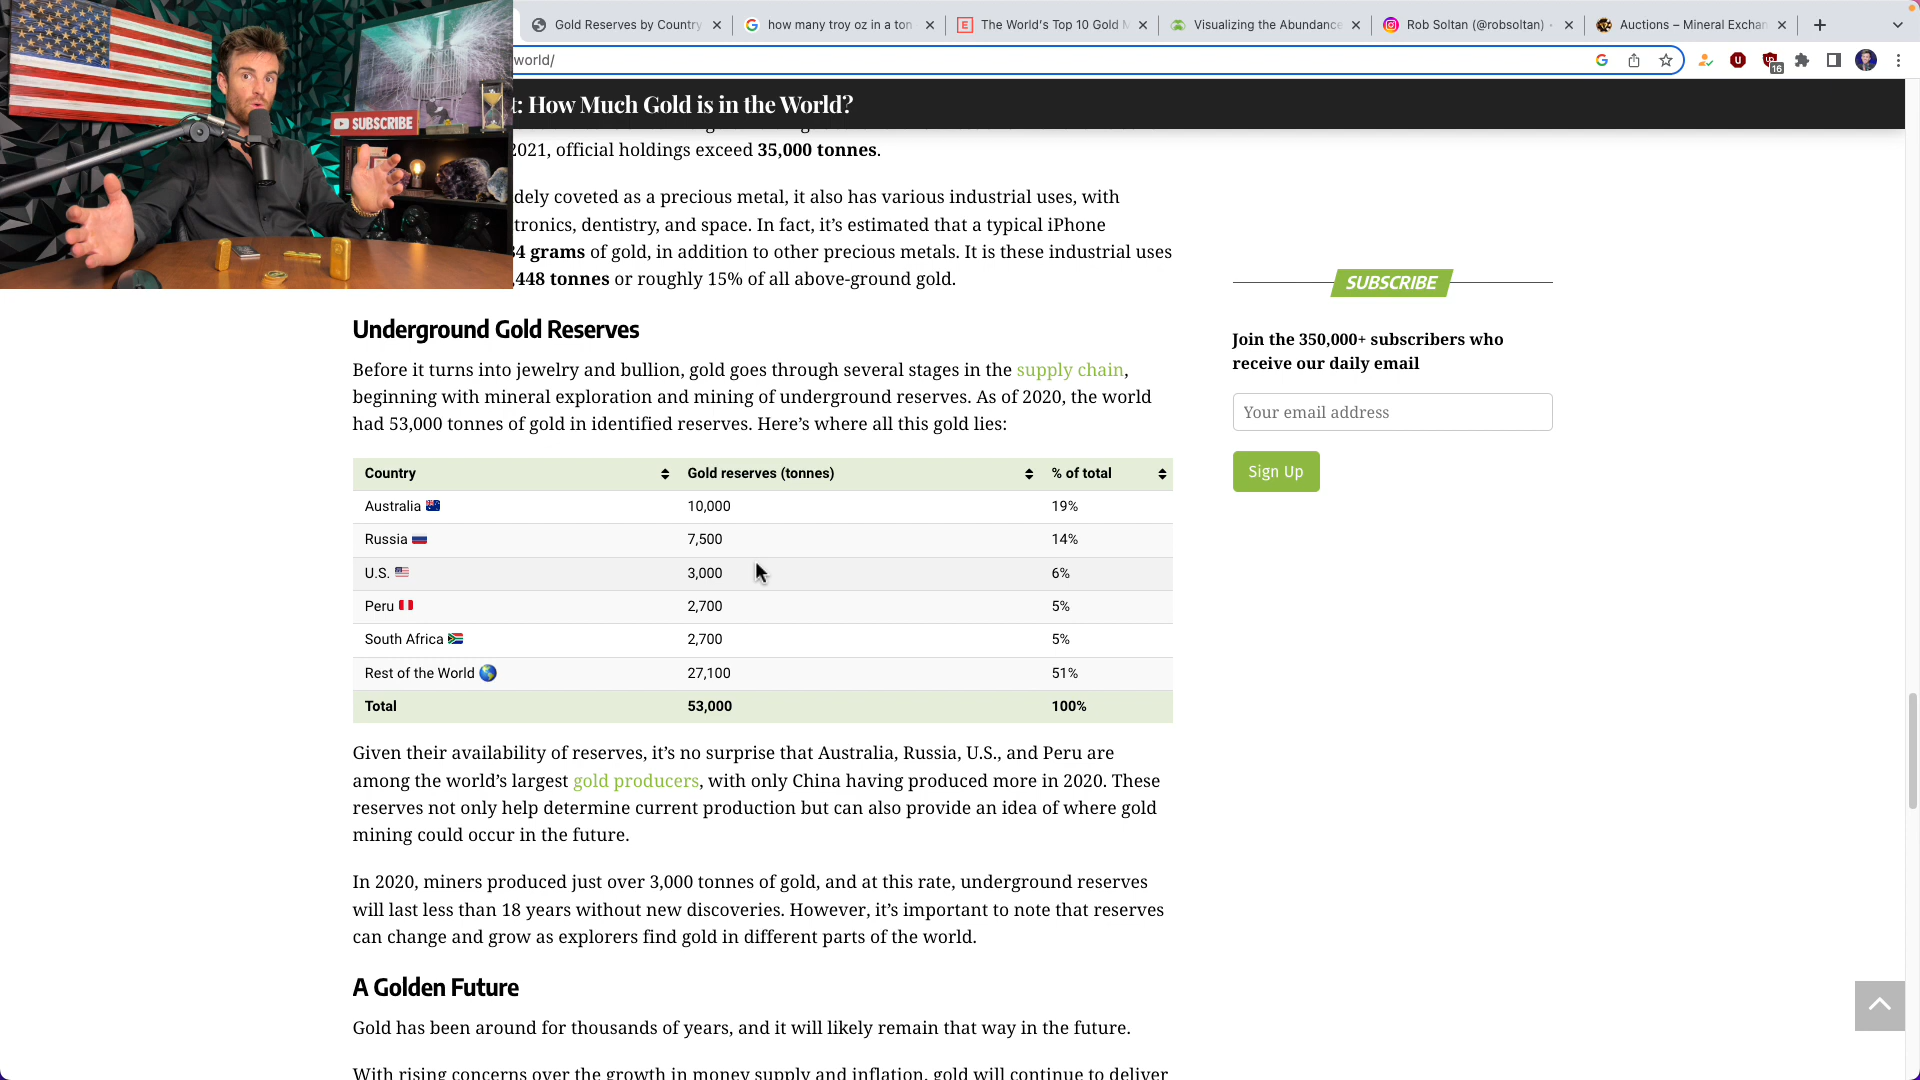 Gold Reserves by Country
how many troy oz in a ton
The World's Top 10 Gold M
Visualizing the Abundance
Rob Soltan (@robsoltan)
Auctions – Mineral Exchan
world/
16
t: How Much Gold is in the World?
SUBSCRIBE
2021, official holdings exceed 35,000 tonnes.
dely coveted as a precious metal, it also has various industrial uses, with
tronics, dentistry, and space. In fact, it's estimated that a typical iPhone
34 grams of gold, in addition to other precious metals. It is these industrial uses
,448 tonnes or roughly 15% of all above-ground gold.
SUBSCRIBE
Join the 350,000+ subscribers who
receive our daily email
Your email address
Sign Up
Underground Gold Reserves
Before it turns into jewelry and bullion, gold goes through several stages in the supply chain,
beginning with mineral exploration and mining of underground reserves. As of 2020, the world
had 53,000 tonnes of gold in identified reserves. Here's where all this gold lies:
Country Gold reserves (tonnes) % of total
Australia 10,000 19%
Russia 7,500 14%
U.S. 3,000 6%
Peru 2,700 5%
South Africa 2,700 5%
Rest of the World 27,100 51%
Total 53,000 100%
Given their availability of reserves, it's no surprise that Australia, Russia, U.S., and Peru are
among the world's largest gold producers, with only China having produced more in 2020. These
reserves not only help determine current production but can also provide an idea of where gold
mining could occur in the future.
In 2020, miners produced just over 3,000 tonnes of gold, and at this rate, underground reserves
will last less than 18 years without new discoveries. However, it's important to note that reserves
can change and grow as explorers find gold in different parts of the world.
A Golden Future
Gold has been around for thousands of years, and it will likely remain that way in the future.
With rising concerns over the growth in money supply and inflation, gold will continue to deliver